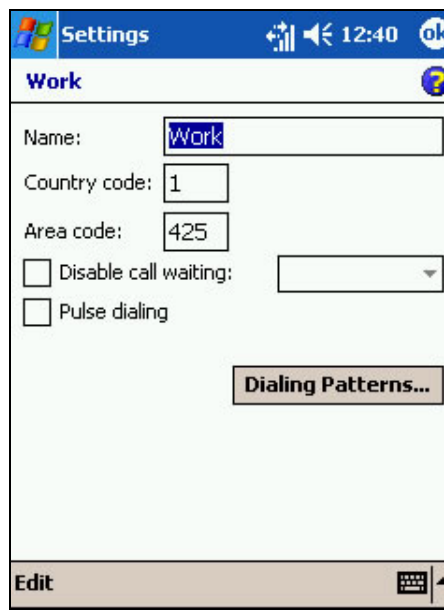 Settings 12:40 ok
Work
Name: Work
Country code: 1
Area code: 425
Disable call waiting:
Pulse dialing
Dialing Patterns...
Edit